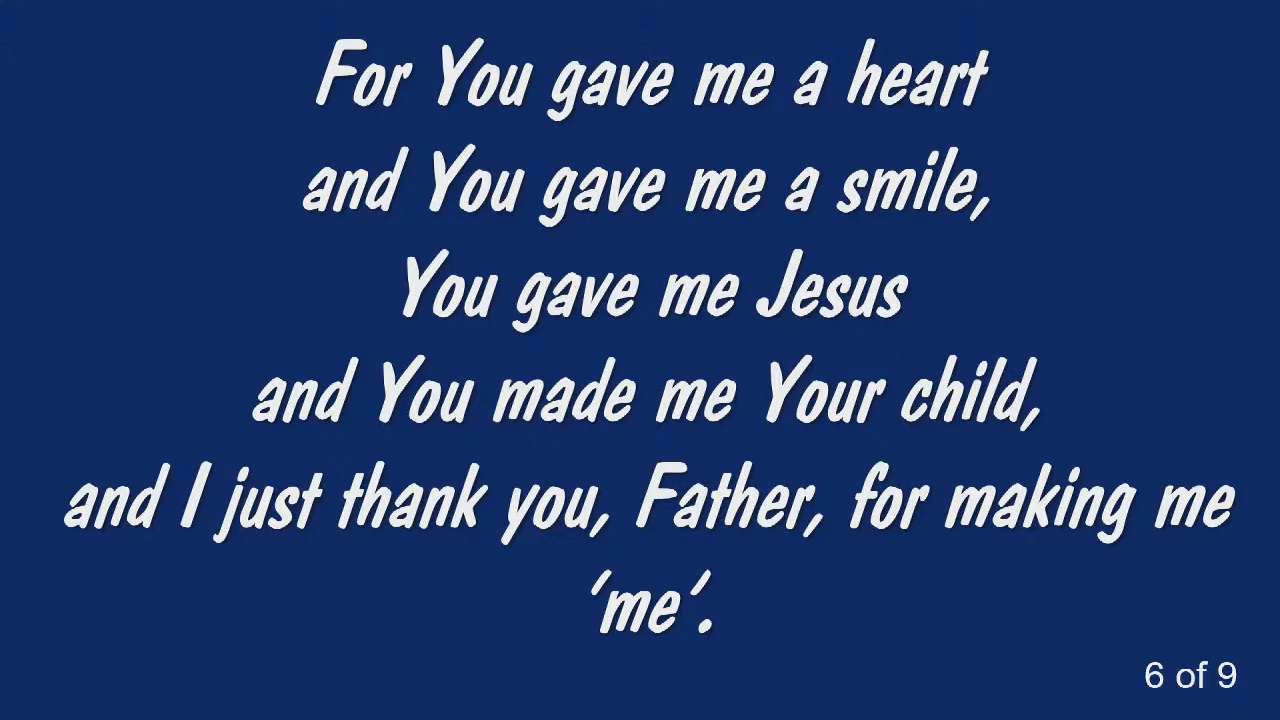 For You gave me a heart
and You gave me a smile,
You gave me Jesus
and You made me Your child,
and I just thank you, Father, for making me
‘me’.
6 of 9